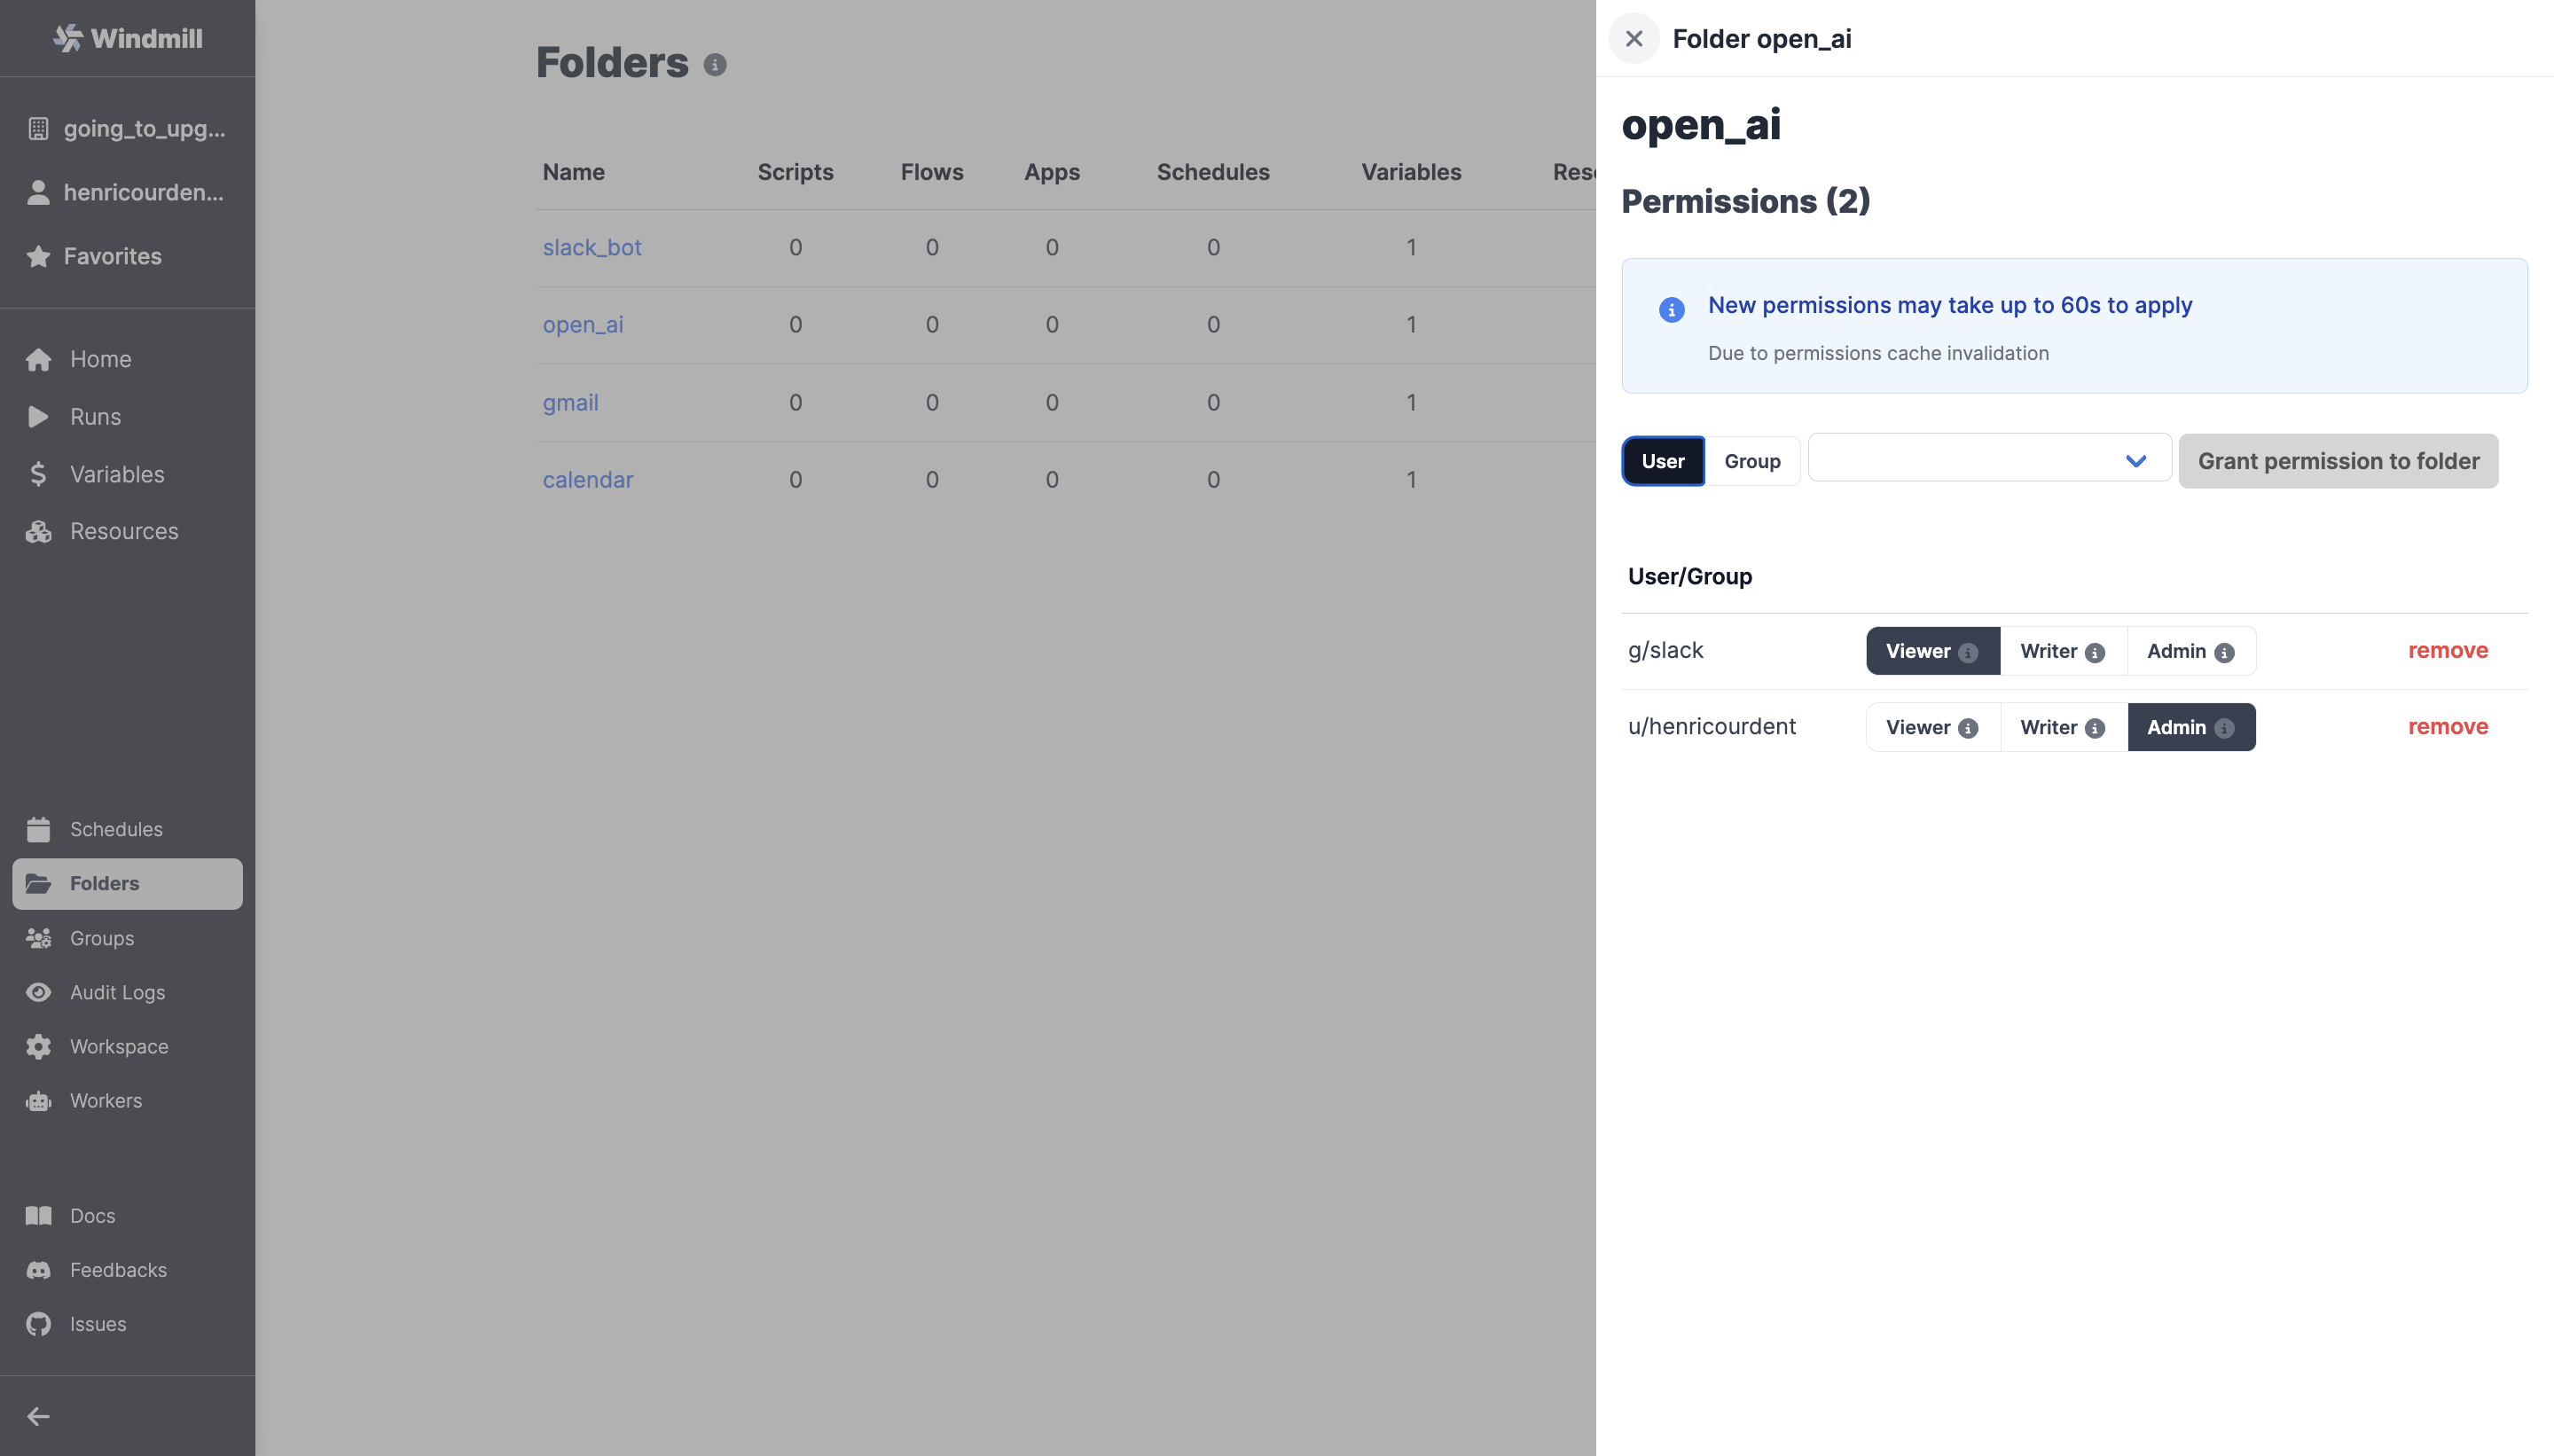 Windmill
going_to_upg...
henricourden...
Favorites
Home
Runs
Variables
Resources
Schedules
Folders
Groups
Audit Logs
Workspace
Workers
Docs
Feedbacks
Issues
Folders
Name Scripts Flows Apps Schedules Variables Reso
slack_bot 0 0 0 0 1
open_ai 0 0 0 0 1
gmail 0 0 0 0 1
calendar 0 0 0 0 1
Folder open_ai
open_ai
Permissions (2)
New permissions may take up to 60s to apply
Due to permissions cache invalidation
User Group Grant permission to folder
User/Group
g/slack Viewer Writer Admin remove
u/henricourdent Viewer Writer Admin remove